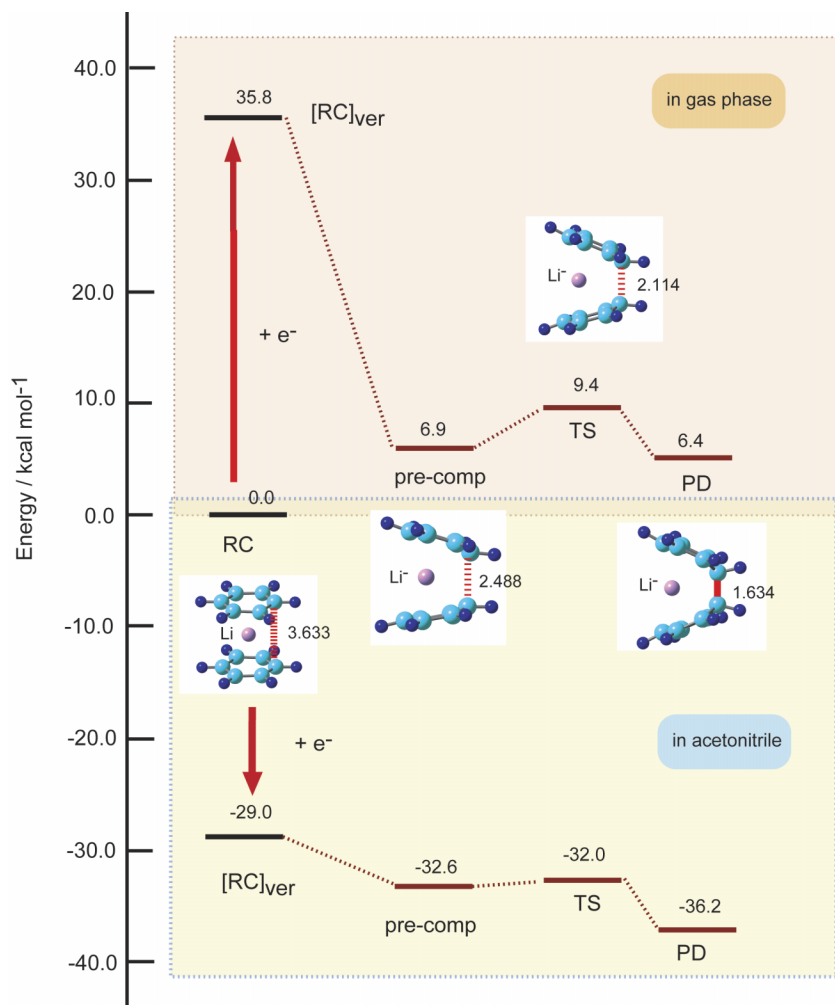 40.0
35.8
[RC]ver
in gas phase
30.0
20.0
Li-
2.114
+ e-
10.0
9.4
6.9
TS
6.4
pre-comp
PD
0.0
0.0
RC
Li-
2.488
Li-
1.634
Li
3.633
-10.0
-20.0
+ e-
in acetonitrile
-29.0
-30.0
-32.6
-32.0
[RC]ver
pre-comp
TS
-36.2
PD
-40.0
Energy / kcal mol-1